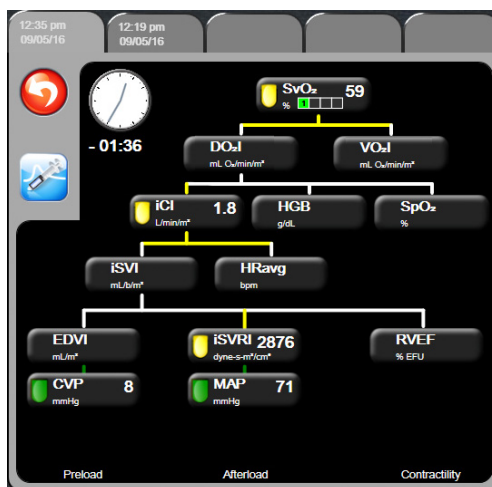 12:35 pm
09/05/16
12:19 pm
09/05/16
- 01:36
SvO₂ 59
% 1
DO₂I
mL O₂/min/m²
VO₂I
mL O₂/min/m²
iCI 1.8
L/min/m²
HGB
g/dL
SpO₂
%
iSVI
mL/b/m²
HRavg
bpm
EDVI
mL/m²
iSVRI 2876
dyne-s-m²/cm⁵
RVEF
% EFU
CVP 8
mmHg
MAP 71
mmHg
Preload Afterload Contractility